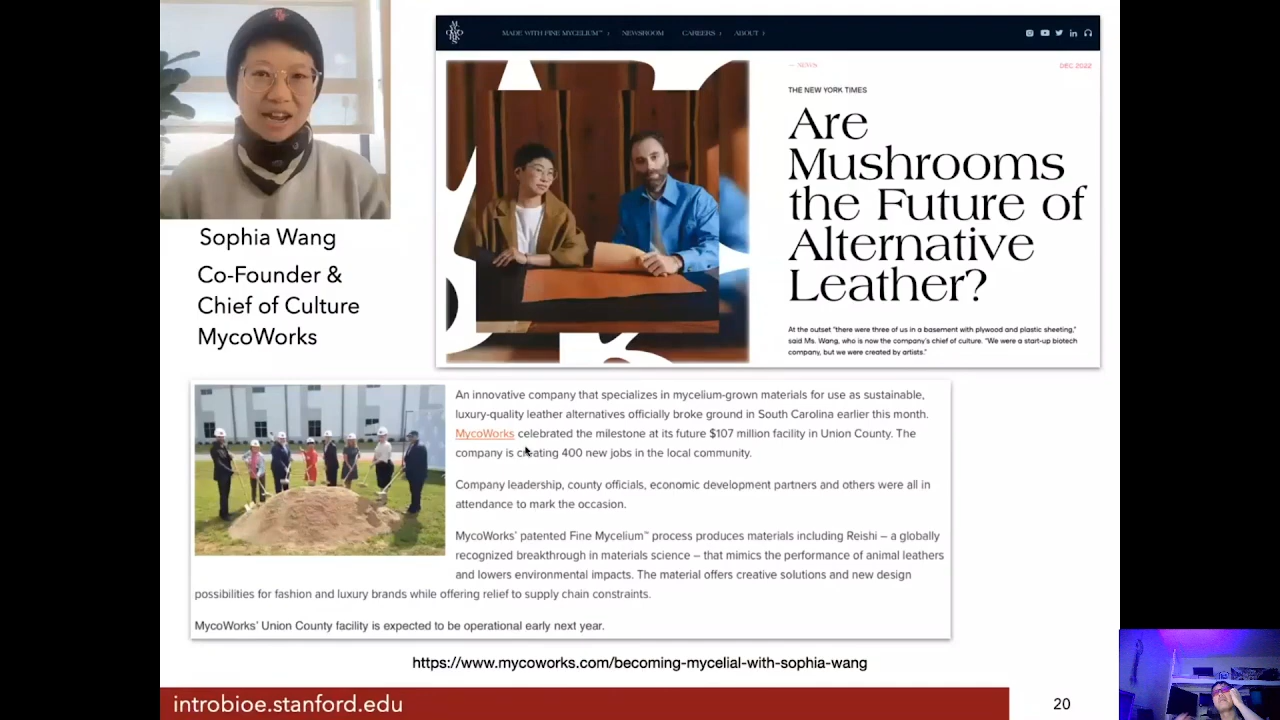 MADE WITH FINE MYCELIUM™
NEWSROOM
CAREERS
ABOUT
— NEWS
DEC 2022
THE NEW YORK TIMES
Are
Mushrooms
the Future of
Alternative
Leather?
At the outset "there were three of us in a basement with plywood and plastic sheeting,"
said Ms. Wang, who is now the company's chief of culture. "We were a start-up biotech
company, but we were created by artists."
Sophia Wang
Co-Founder &
Chief of Culture
MycoWorks
An innovative company that specializes in mycelium-grown materials for use as sustainable,
luxury-quality leather alternatives officially broke ground in South Carolina earlier this month.
MycoWorks celebrated the milestone at its future $107 million facility in Union County. The
company is creating 400 new jobs in the local community.
Company leadership, county officials, economic development partners and others were all in
attendance to mark the occasion.
MycoWorks' patented Fine Mycelium™ process produces materials including Reishi – a globally
recognized breakthrough in materials science – that mimics the performance of animal leathers
and lowers environmental impacts. The material offers creative solutions and new design
possibilities for fashion and luxury brands while offering relief to supply chain constraints.
MycoWorks' Union County facility is expected to be operational early next year.
https://www.mycoworks.com/becoming-mycelial-with-sophia-wang
introbioe.stanford.edu
20